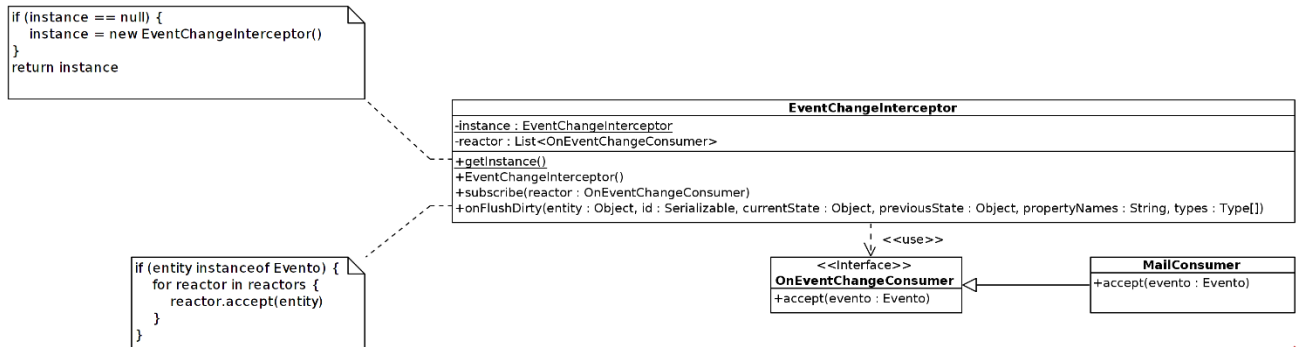 if (instance == null) {
instance = new EventChangeInterceptor()
}
return instance
EventChangeInterceptor
-instance : EventChangeInterceptor
-reactor : List<OnEventChangeConsumer>
+getInstance()
+EventChangeInterceptor()
+subscribe(reactor : OnEventChangeConsumer)
+onFlushDirty(entity : Object, id : Serializable, currentState : Object, previousState : Object, propertyNames : String, types : Type[])
<<use>>
if (entity instanceof Evento) {
for reactor in reactors {
reactor.accept(entity)
}
}
<<Interface>>
OnEventChangeConsumer
+accept(evento : Evento)
MailConsumer
+accept(evento : Evento)